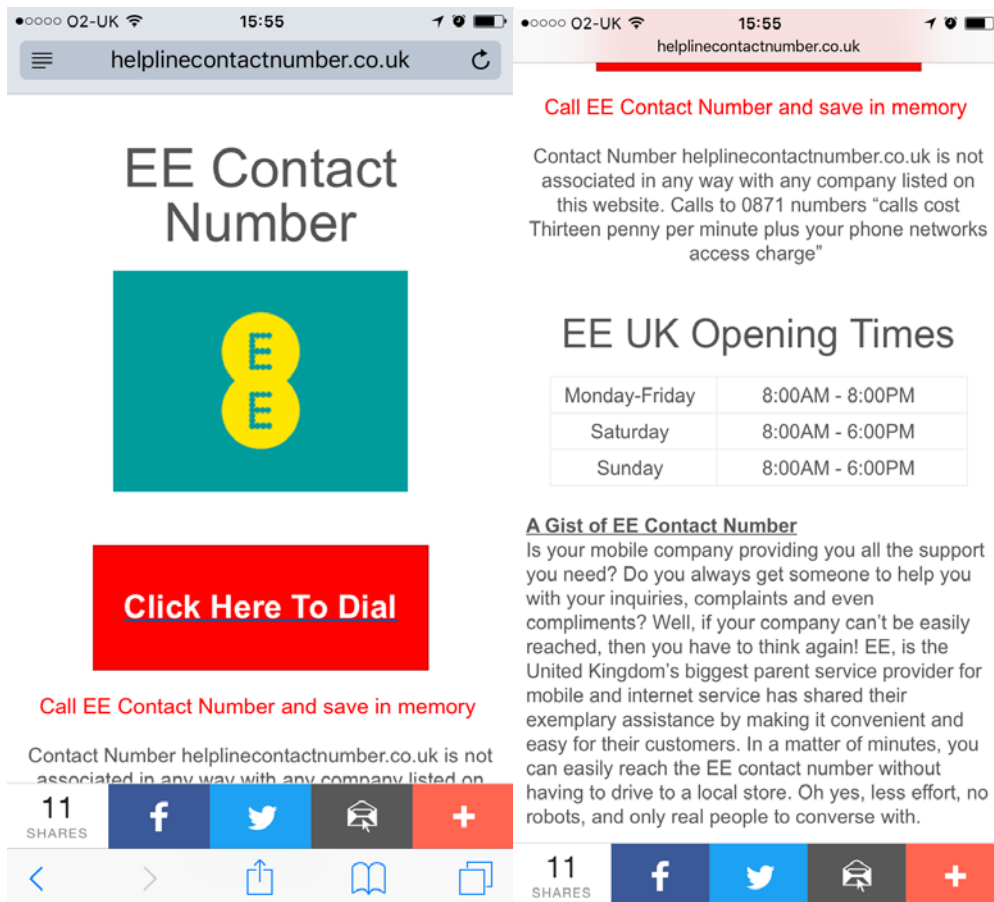 O2-UK 15:55
helplinecontactnumber.co.uk
EE Contact
Number
E
E
Click Here To Dial
Call EE Contact Number and save in memory
Contact Number helplinecontactnumber.co.uk is not
associated in any way with any company listed on
11
SHARES
O2-UK 15:55
helplinecontactnumber.co.uk
Call EE Contact Number and save in memory
Contact Number helplinecontactnumber.co.uk is not
associated in any way with any company listed on
this website. Calls to 0871 numbers “calls cost
Thirteen penny per minute plus your phone networks
access charge”
EE UK Opening Times
Monday-Friday 8:00AM - 8:00PM
Saturday 8:00AM - 6:00PM
Sunday 8:00AM - 6:00PM
A Gist of EE Contact Number
Is your mobile company providing you all the support
you need? Do you always get someone to help you
with your inquiries, complaints and even
compliments? Well, if your company can’t be easily
reached, then you have to think again! EE, is the
United Kingdom’s biggest parent service provider for
mobile and internet service has shared their
exemplary assistance by making it convenient and
easy for their customers. In a matter of minutes, you
can easily reach the EE contact number without
having to drive to a local store. Oh yes, less effort, no
robots, and only real people to converse with.
11
SHARES